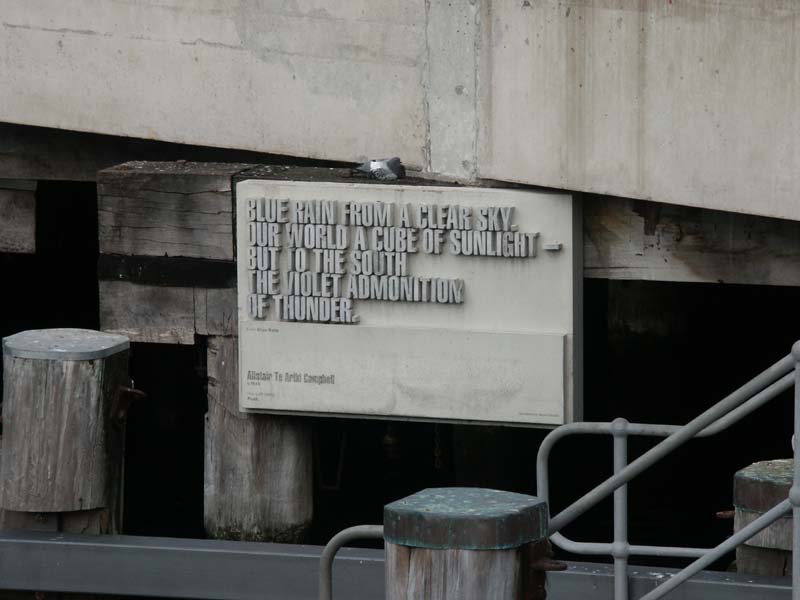 BLUE RAIN FROM A CLEAR SKY.
OUR WORLD A CUBE OF SUNLIGHT –
BUT TO THE SOUTH
THE VIOLET ADMONITION
OF THUNDER.
Alistair Te Ariki Campbell